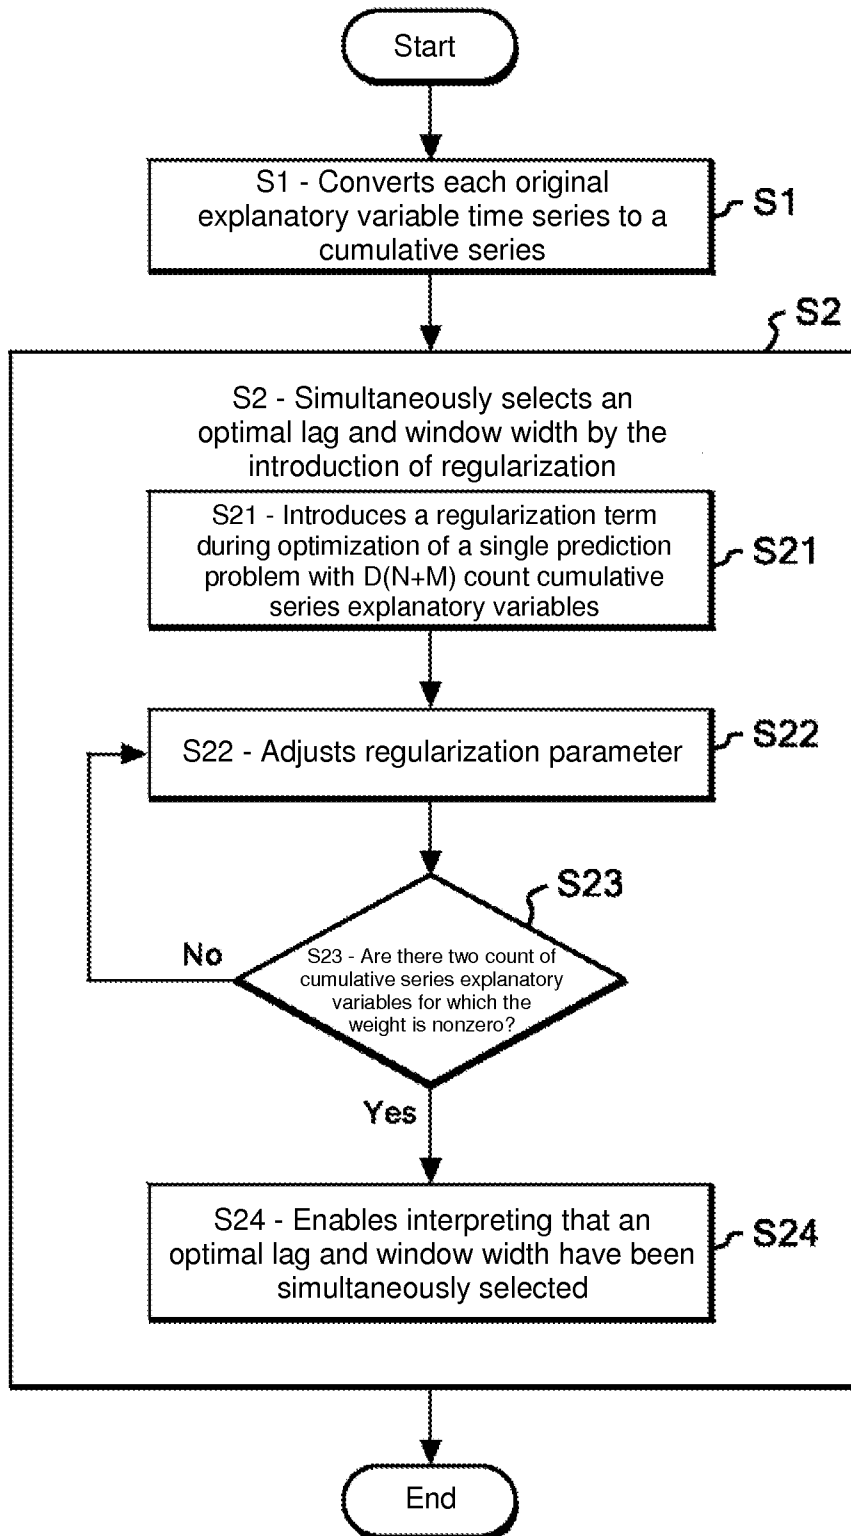 Start
S1 - Converts each original
explanatory variable time series to a
cumulative series
S1
S2
S2 - Simultaneously selects an
optimal lag and window width by the
introduction of regularization
S21 - Introduces a regularization term
during optimization of a single prediction
problem with D(N+M) count cumulative
series explanatory variables
S21
S22 - Adjusts regularization parameter
S22
S23
No
S23 - Are there two count of
cumulative series explanatory
variables for which the
weight is nonzero?
Yes
S24 - Enables interpreting that an
optimal lag and window width have been
simultaneously selected
S24
End